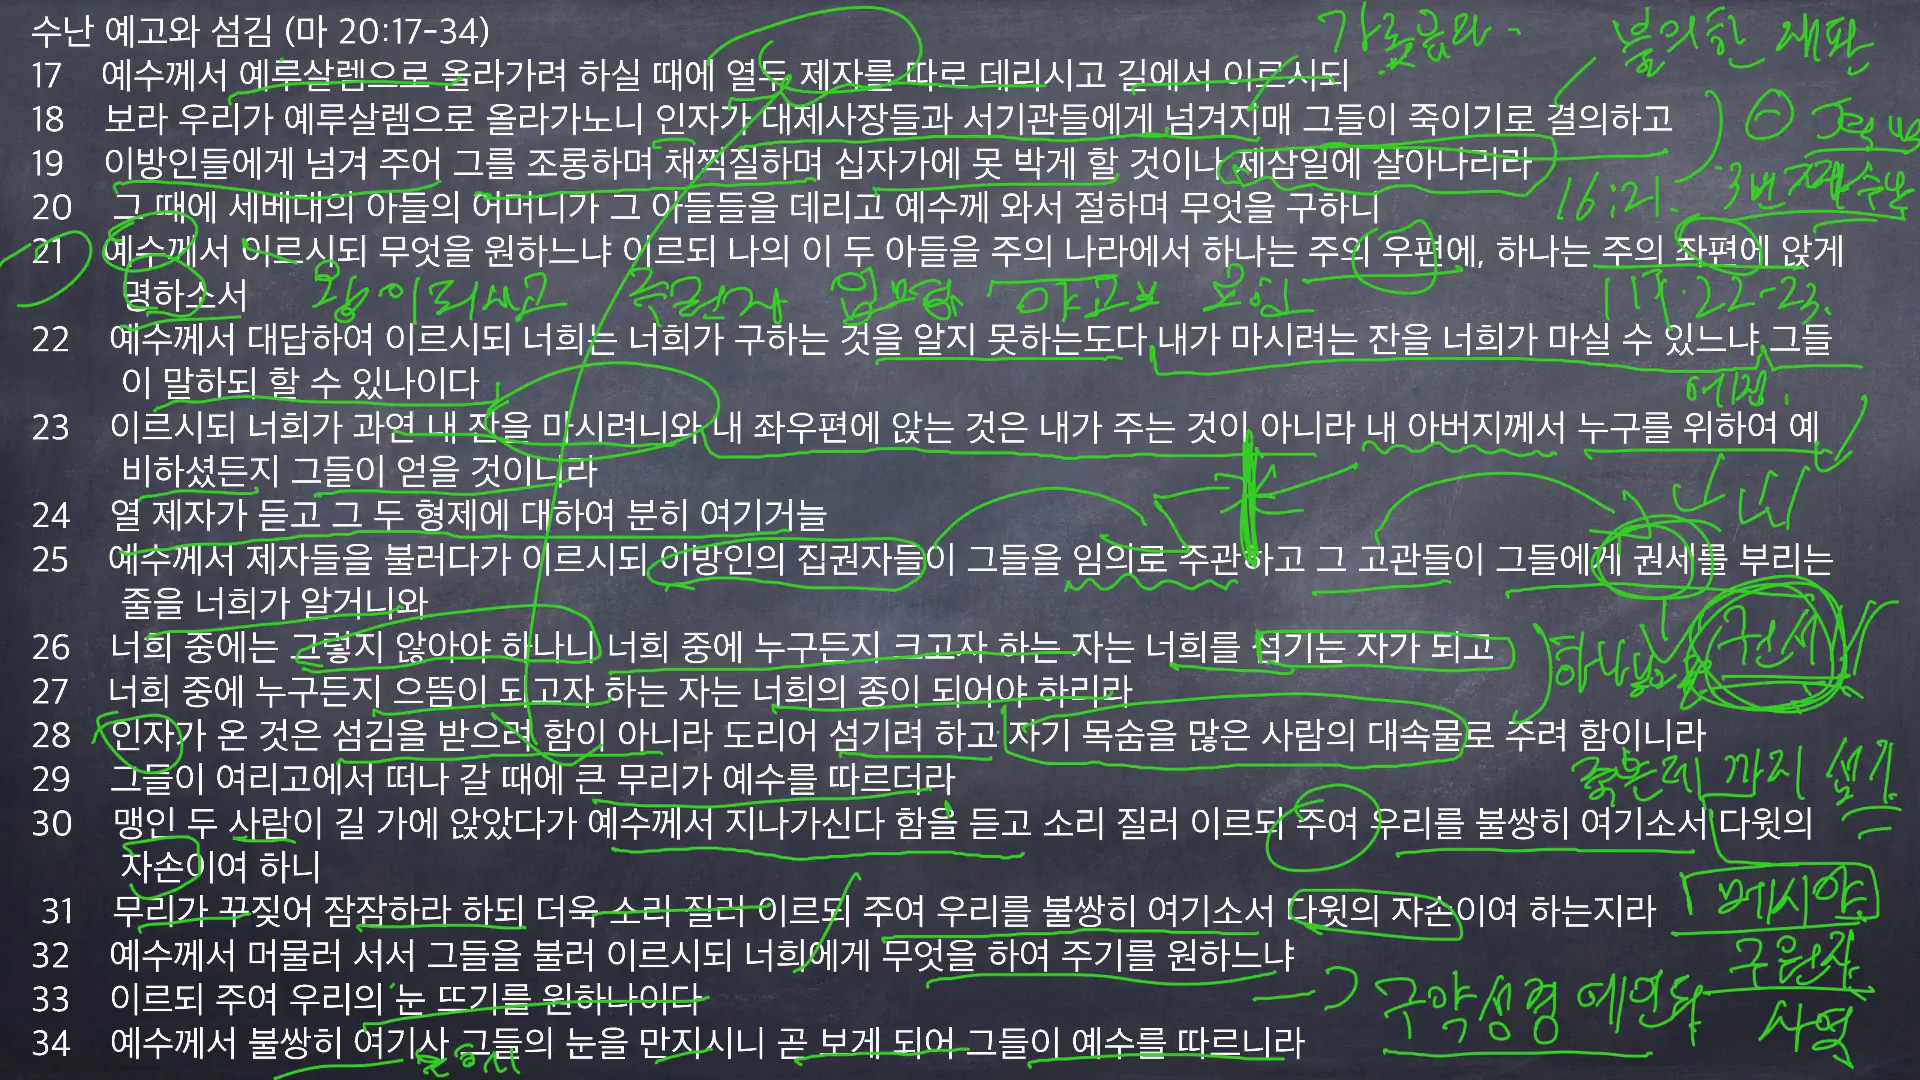 수난 예고와 섬김 (마 20:17-34)
불의한 재판
17 예수께서 예루살렘으로 올라가려 하실 때에 열두 제자를 따로 데리시고 길에서 이르시되
18 보라 우리가 예루살렘으로 올라가노니 인자가 대제사장들과 서기관들에게 넘겨지매 그들이 죽이기로 결의하고
19 이방인들에게 넘겨 주어 그를 조롱하며 채찍질하며 십자가에 못 박게 할 것이나 제삼일에 살아나리라
16:21. 3번째 수난
20 그 때에 세베대의 아들의 어머니가 그 아들들을 데리고 예수께 와서 절하며 무엇을 구하니
21 예수께서 이르시되 무엇을 원하느냐 이르되 나의 이 두 아들을 주의 나라에서 하나는 주의 우편에, 하나는 주의 좌편에 앉게
명하소서
야고보 요한
17:22-23.
22 예수께서 대답하여 이르시되 너희는 너희가 구하는 것을 알지 못하는도다 내가 마시려는 잔을 너희가 마실 수 있느냐 그들
이 말하되 할 수 있나이다
23 이르시되 너희가 과연 내 잔을 마시려니와 내 좌우편에 앉는 것은 내가 주는 것이 아니라 내 아버지께서 누구를 위하여 예
비하셨든지 그들이 얻을 것이니라
24 열 제자가 듣고 그 두 형제에 대하여 분히 여기거늘
25 예수께서 제자들을 불러다가 이르시되 이방인의 집권자들이 그들을 임의로 주관하고 그 고관들이 그들에게 권세를 부리는
줄을 너희가 알거니와
26 너희 중에는 그렇지 않아야 하나니 너희 중에 누구든지 크고자 하는 자는 너희를 섬기는 자가 되고
하나님 권세
27 너희 중에 누구든지 으뜸이 되고자 하는 자는 너희의 종이 되어야 하리라
28 인자가 온 것은 섬김을 받으러 함이 아니라 도리어 섬기려 하고 자기 목숨을 많은 사람의 대속물로 주려 함이니라
죽는데 까지 섬김
29 그들이 여리고에서 떠나 갈 때에 큰 무리가 예수를 따르더라
30 맹인 두 사람이 길 가에 앉았다가 예수께서 지나가신다 함을 듣고 소리 질러 이르되 주여 우리를 불쌍히 여기소서 다윗의
자손이여 하니
메시야
31 무리가 꾸짖어 잠잠하라 하되 더욱 소리 질러 이르되 주여 우리를 불쌍히 여기소서 다윗의 자손이여 하는지라
32 예수께서 머물러 서서 그들을 불러 이르시되 너희에게 무엇을 하여 주기를 원하느냐
구원자
33 이르되 주여 우리의 눈 뜨기를 원하나이다
구약성경 예언된
사역
34 예수께서 불쌍히 여기사 그들의 눈을 만지시니 곧 보게 되어 그들이 예수를 따르니라